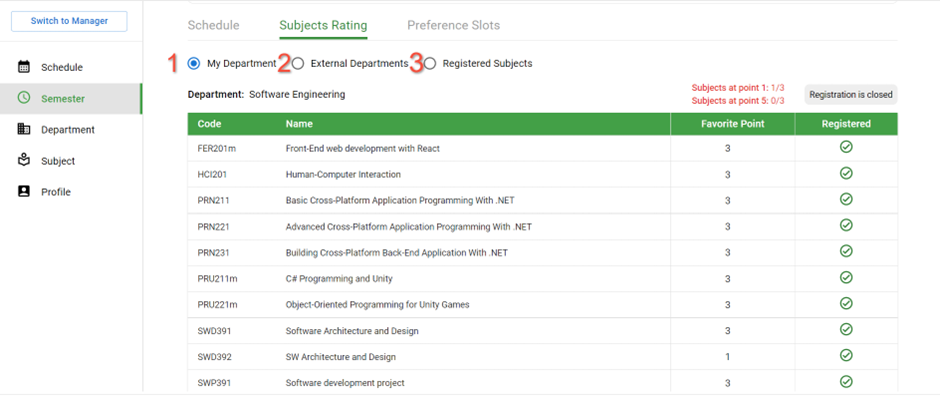 Switch to Manager
Schedule
Semester
Department
Subject
Profile
Schedule Subjects Rating Preference Slots
1 My Department 2 External Departments 3 Registered Subjects
Department: Software Engineering
Subjects at point 1: 1/3
Subjects at point 5: 0/3
Registration is closed
Code Name Favorite Point Registered
FER201m Front-End web development with React 3
HCI201 Human-Computer Interaction 3
PRN211 Basic Cross-Platform Application Programming With .NET 3
PRN221 Advanced Cross-Platform Application Programming With .NET 3
PRN231 Building Cross-Platform Back-End Application With .NET 3
PRU211m C# Programming and Unity 3
PRU221m Object-Oriented Programming for Unity Games 3
SWD391 Software Architecture and Design 3
SWD392 SW Architecture and Design 1
SWP391 Software development project 3